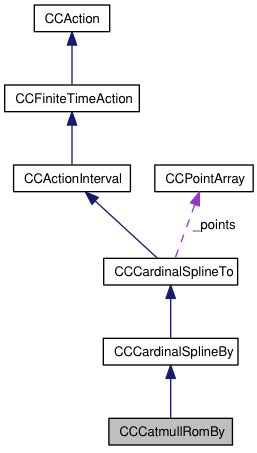 CCAction
CCFiniteTimeAction
CCActionInterval
CCPointArray
_points
CCCardinalSplineTo
CCCardinalSplineBy
CCCatmullRomBy